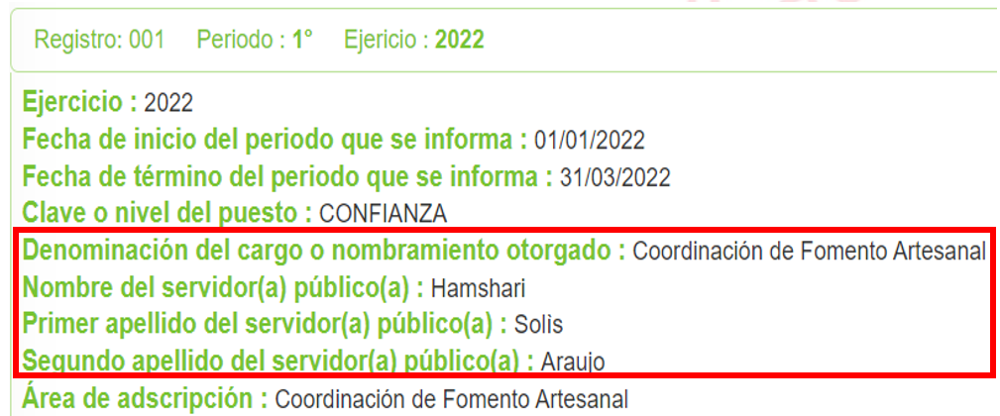 Registro: 001 Periodo : 1° Ejericio : 2022
Ejercicio : 2022
Fecha de inicio del periodo que se informa : 01/01/2022
Fecha de término del periodo que se informa : 31/03/2022
Clave o nivel del puesto : CONFIANZA
Denominación del cargo o nombramiento otorgado : Coordinación de Fomento Artesanal
Nombre del servidor(a) público(a) : Hamshari
Primer apellido del servidor(a) público(a) : Solis
Segundo apellido del servidor(a) público(a) : Araujo
Área de adscripción : Coordinación de Fomento Artesanal